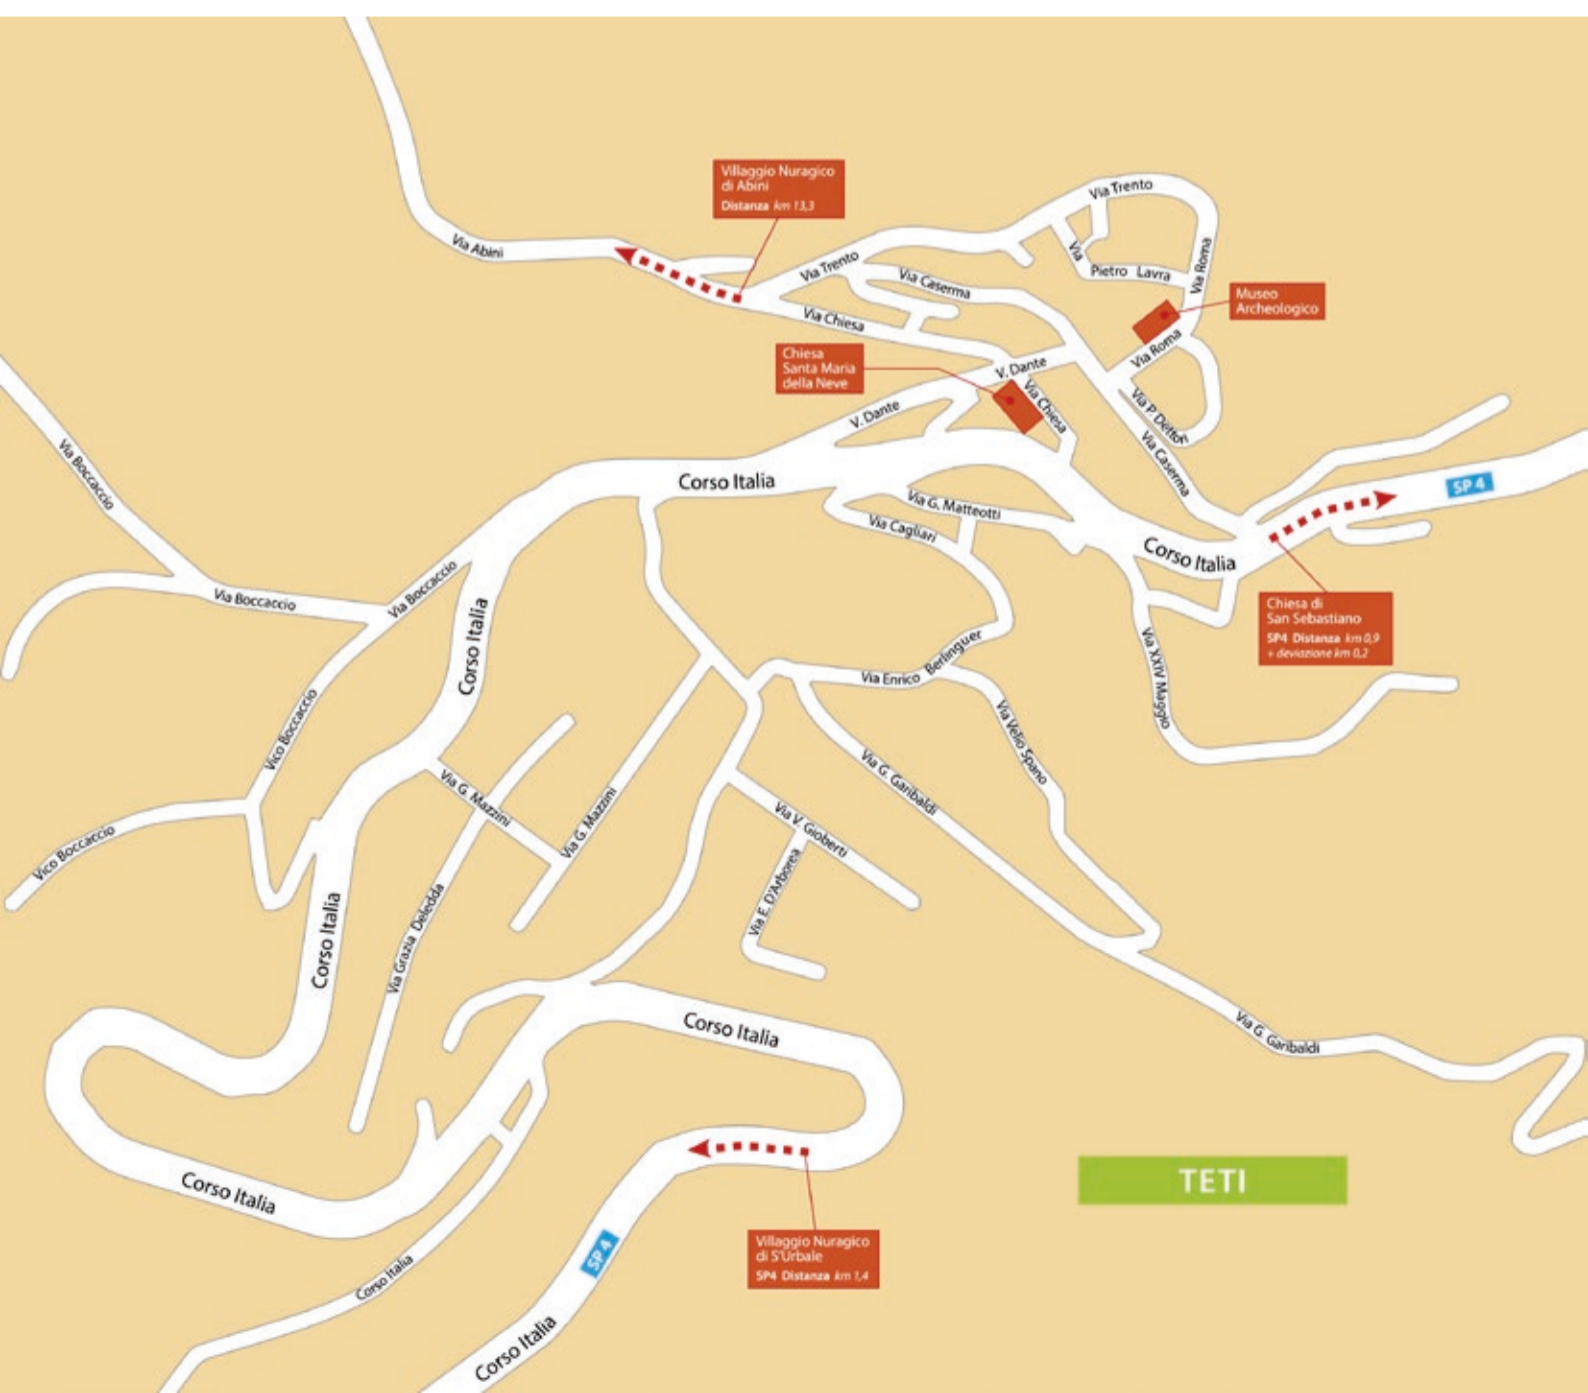 Villaggio Nuragico
di Abini
Distanza km 13,3
Via Trento
Via Abini
Via Trento
Via Caserma
Via
Pietro Lavra
Via Roma
Museo
Archeologico
Via Chiesa
Via Roma
Chiesa
Santa Maria
della Neve
V. Dante
Via Chiesa
V. Dante
Via P. Dettori
Via Caserma
Via Boccaccio
Corso Italia
SP 4
Via G. Matteotti
Via Cagliari
Corso Italia
Via Boccaccio
Via Boccaccio
Corso Italia
Chiesa di
San Sebastiano
SP4 Distanza km 0,9
+ deviazione km 0,2
Via Enrico Berlinguer
Via XXIV Maggio
Vico Boccaccio
Via Velio Spano
Via G. Mazzini
Via G. Mazzini
Via G. Garibaldi
Via V. Gioberti
Vico Boccaccio
Via E. D'Arborea
Corso Italia
Via Grazia Deledda
Corso Italia
Via G. Garibaldi
Corso Italia
TETI
Villaggio Nuragico
di S'Urbale
SP4 Distanza km 1,4
SP 4
Corso Italia
Corso Italia